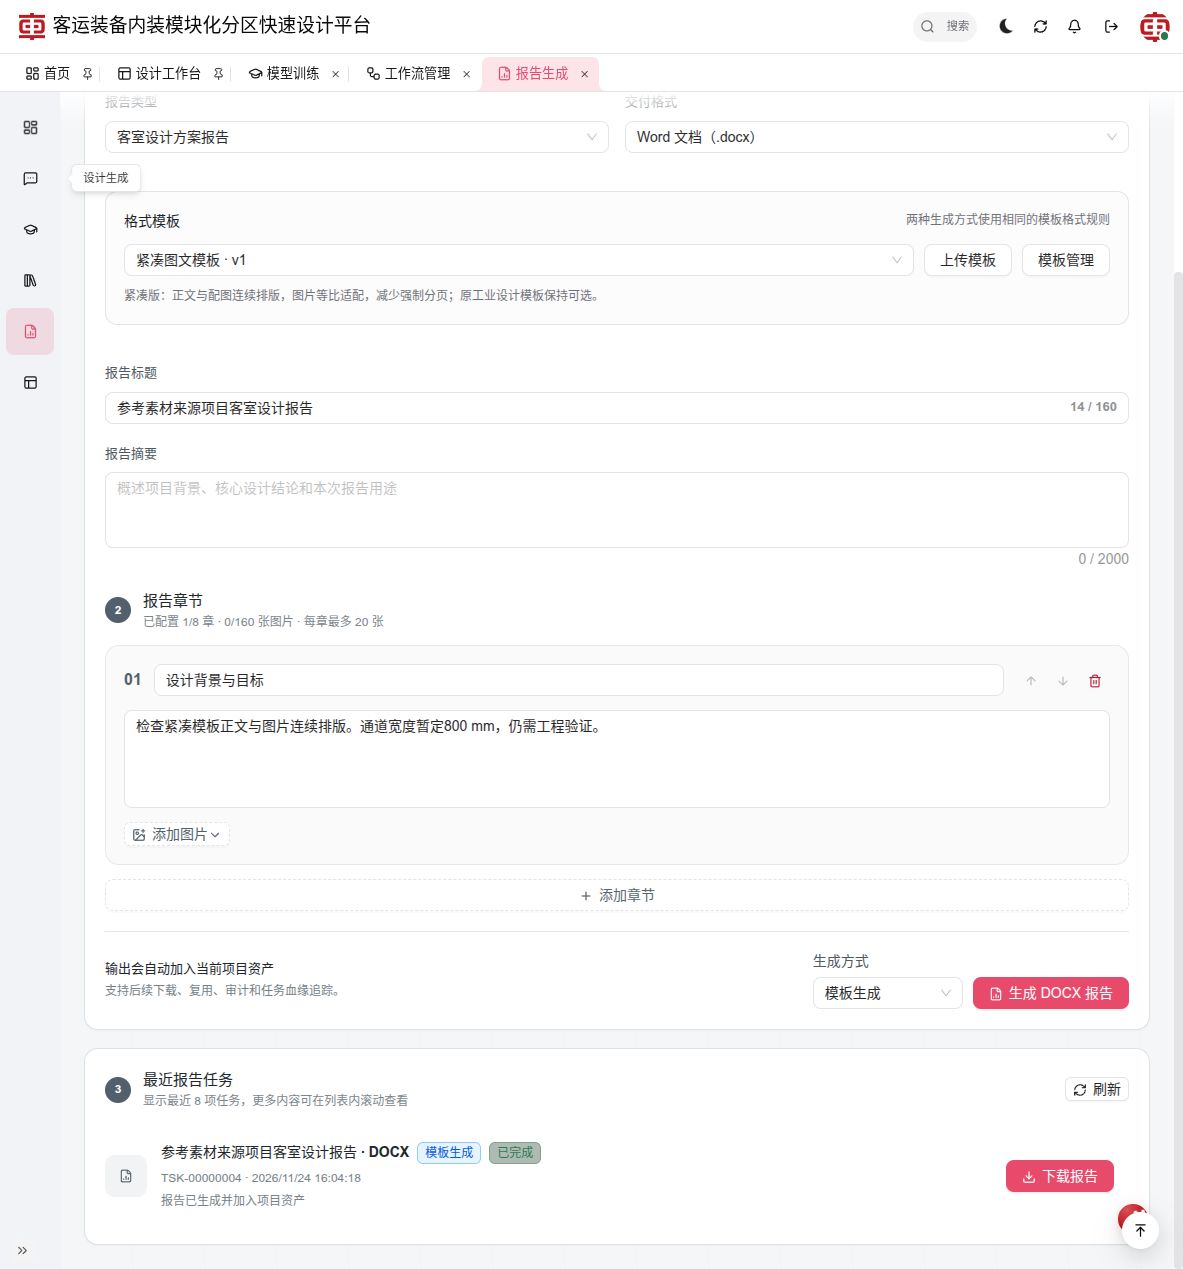 客运装备内装模块化分区快速设计平台
搜索
首页
设计工作台
模型训练
工作流管理
报告生成
报告类型
交付格式
客室设计方案报告
Word 文档（.docx）
设计生成
格式模板
两种生成方式使用相同的模板格式规则
紧凑图文模板 · v1
上传模板
模板管理
紧凑版：正文与配图连续排版，图片等比适配，减少强制分页；原工业设计模板保持可选。
报告标题
参考素材来源项目客室设计报告
14 / 160
报告摘要
概述项目背景、核心设计结论和本次报告用途
0 / 2000
2
报告章节
已配置 1/8 章 · 0/160 张图片 · 每章最多 20 张
01
设计背景与目标
检查紧凑模板正文与图片连续排版。通道宽度暂定800 mm，仍需工程验证。
添加图片
添加章节
输出会自动加入当前项目资产
支持后续下载、复用、审计和任务血缘追踪。
生成方式
模板生成
生成 DOCX 报告
3
最近报告任务
显示最近 8 项任务，更多内容可在列表内滚动查看
刷新
参考素材来源项目客室设计报告 · DOCX
模板生成
已完成
TSK-00000004 · 2026/11/24 16:04:18
报告已生成并加入项目资产
下载报告